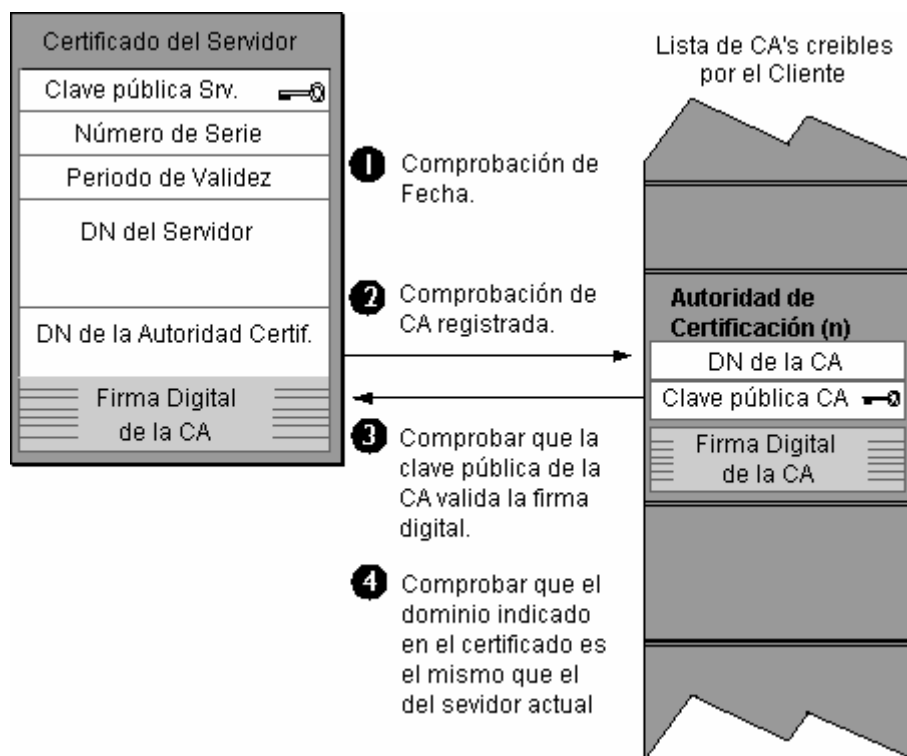 Certificado del Servidor
Clave pública Srv.
Número de Serie
Periodo de Validez
DN del Servidor
DN de la Autoridad Certif.
Firma Digital
de la CA
1 Comprobación de
Fecha.
2 Comprobación de
CA registrada.
3 Comprobar que la
clave pública de la
CA valida la firma
digital.
4 Comprobar que el
dominio indicado
en el certificado es
el mismo que el
del sevidor actual
Lista de CA's creibles
por el Cliente
Autoridad de
Certificación (n)
DN de la CA
Clave pública CA
Firma Digital
de la CA